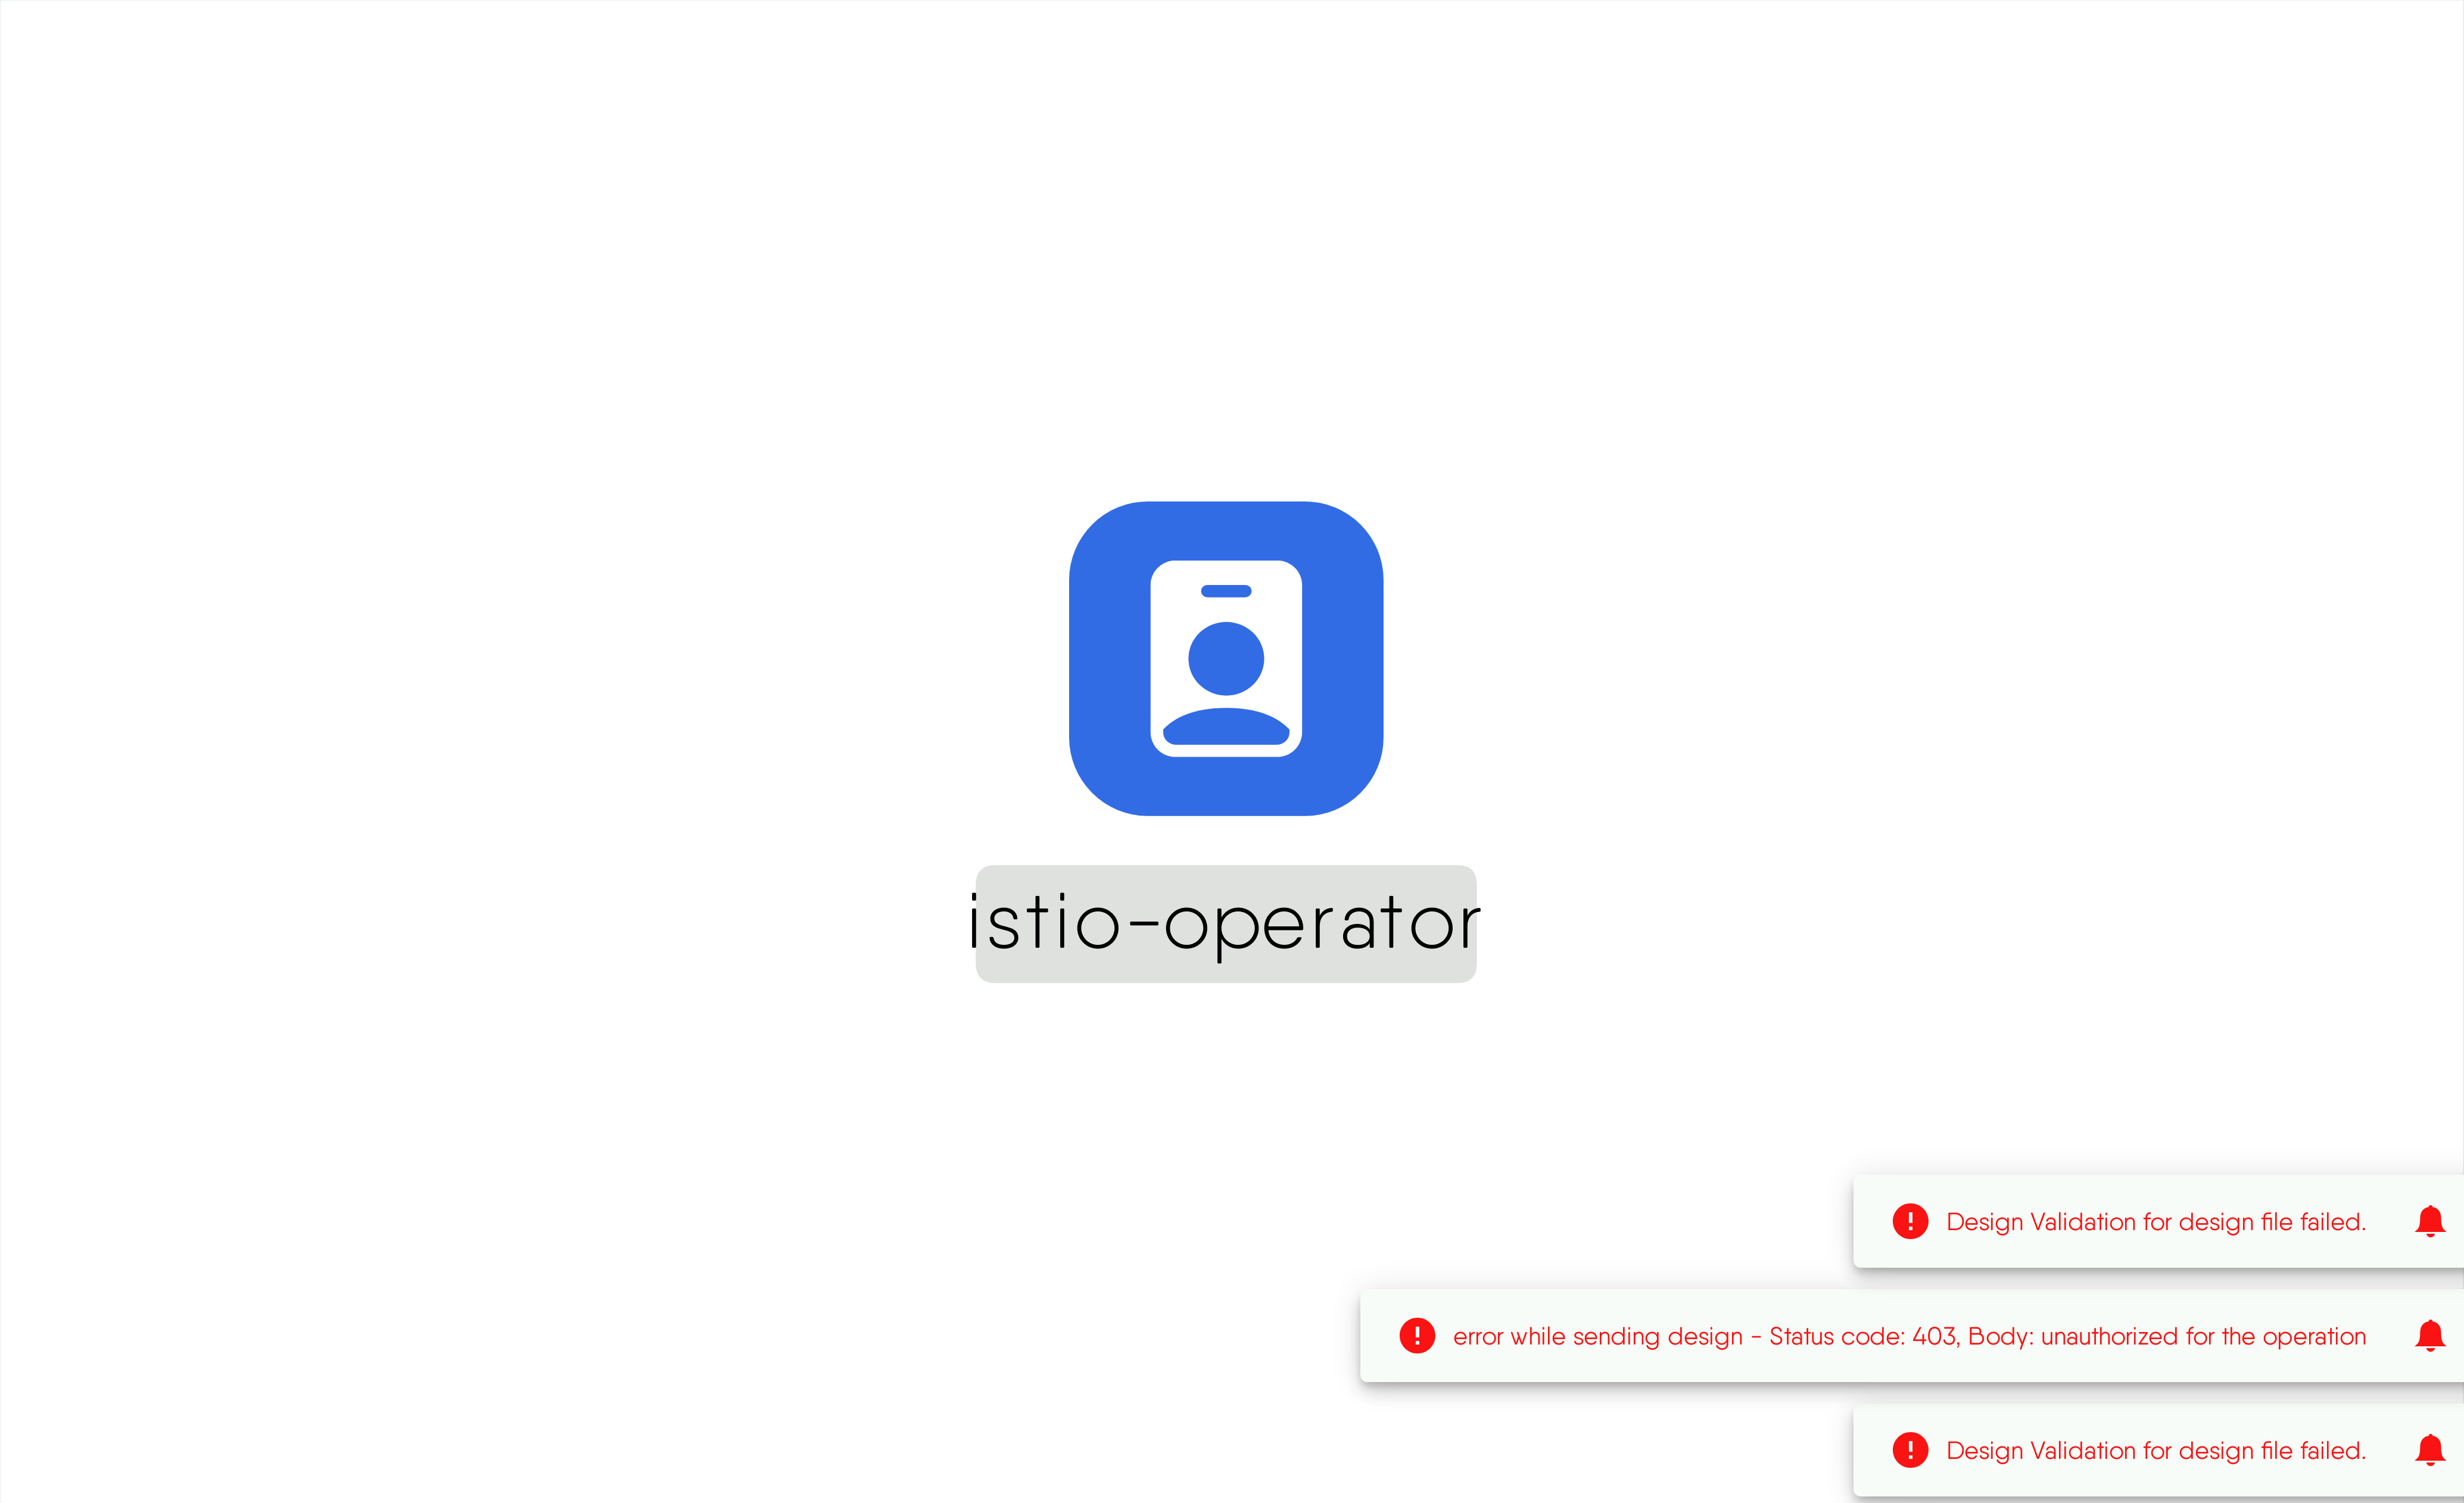 istio-operator
Design Validation for design file failed.
error while sending design - Status code: 403, Body: unauthorized for the operation
Design Validation for design file failed.